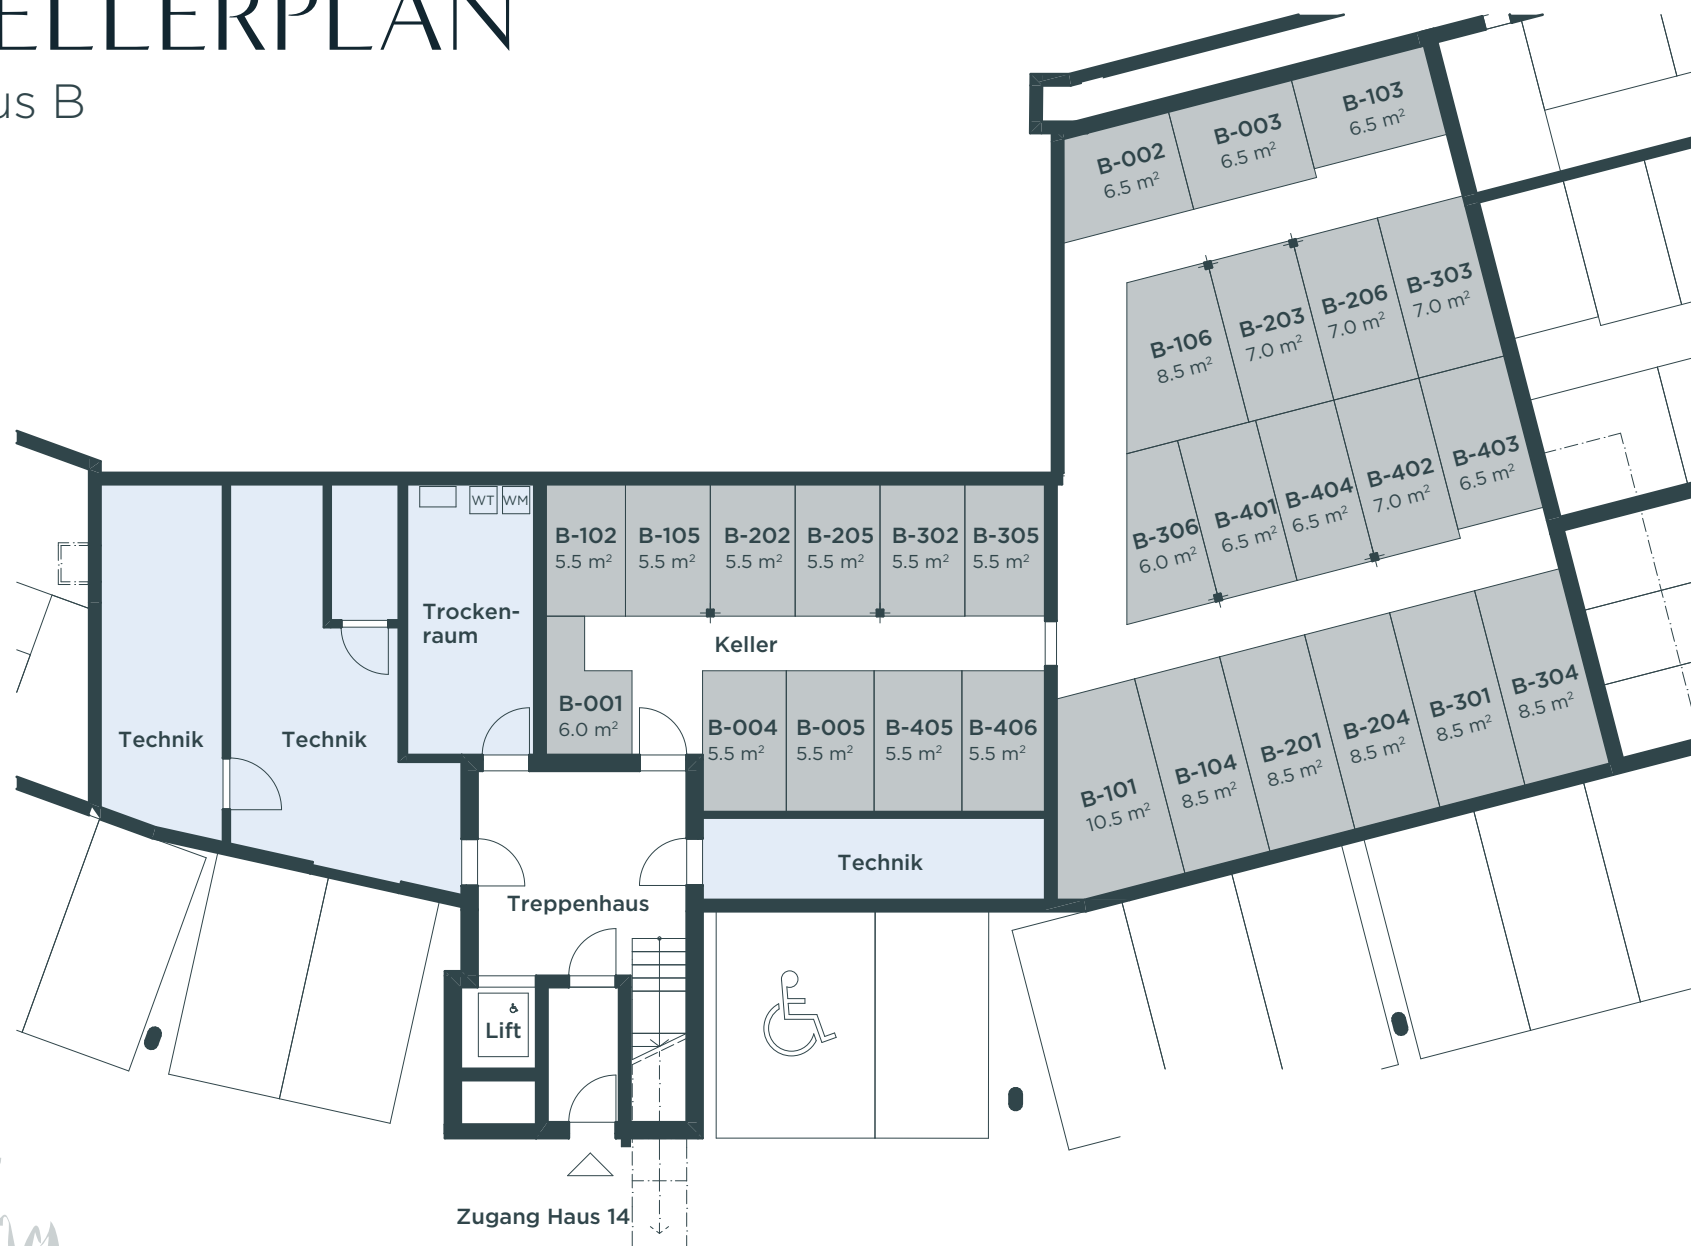 ELLERPLAN
us B
B-002
6.5 m²
B-003
6.5 m²
B-103
6.5 m²
B-106
8.5 m²
B-203
7.0 m²
B-206
7.0 m²
B-303
7.0 m²
B-306
6.0 m²
B-401
6.5 m²
B-404
6.5 m²
B-402
7.0 m²
B-403
6.5 m²
WT
WM
B-102
5.5 m²
B-105
5.5 m²
B-202
5.5 m²
B-205
5.5 m²
B-302
5.5 m²
B-305
5.5 m²
Trocken-
raum
Keller
B-001
6.0 m²
B-004
5.5 m²
B-005
5.5 m²
B-405
5.5 m²
B-406
5.5 m²
B-101
10.5 m²
B-104
8.5 m²
B-201
8.5 m²
B-204
8.5 m²
B-301
8.5 m²
B-304
8.5 m²
Technik
Technik
Technik
Treppenhaus
Lift
Zugang Haus 14